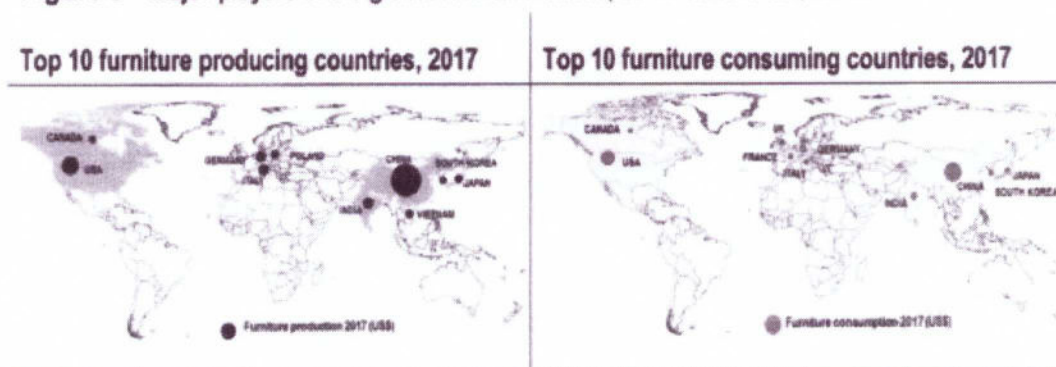 Top 10 furniture producing countries, 2017
CANADA
USA
GERMANY
POLAND
ITALY
CHINA
SOUTH KOREA
JAPAN
INDIA
VIETNAM
Furniture production 2017 (US$)
Top 10 furniture consuming countries, 2017
CANADA
USA
UK
GERMANY
FRANCE
ITALY
CHINA
JAPAN
SOUTH KOREA
INDIA
Furniture consumption 2017 (US$)